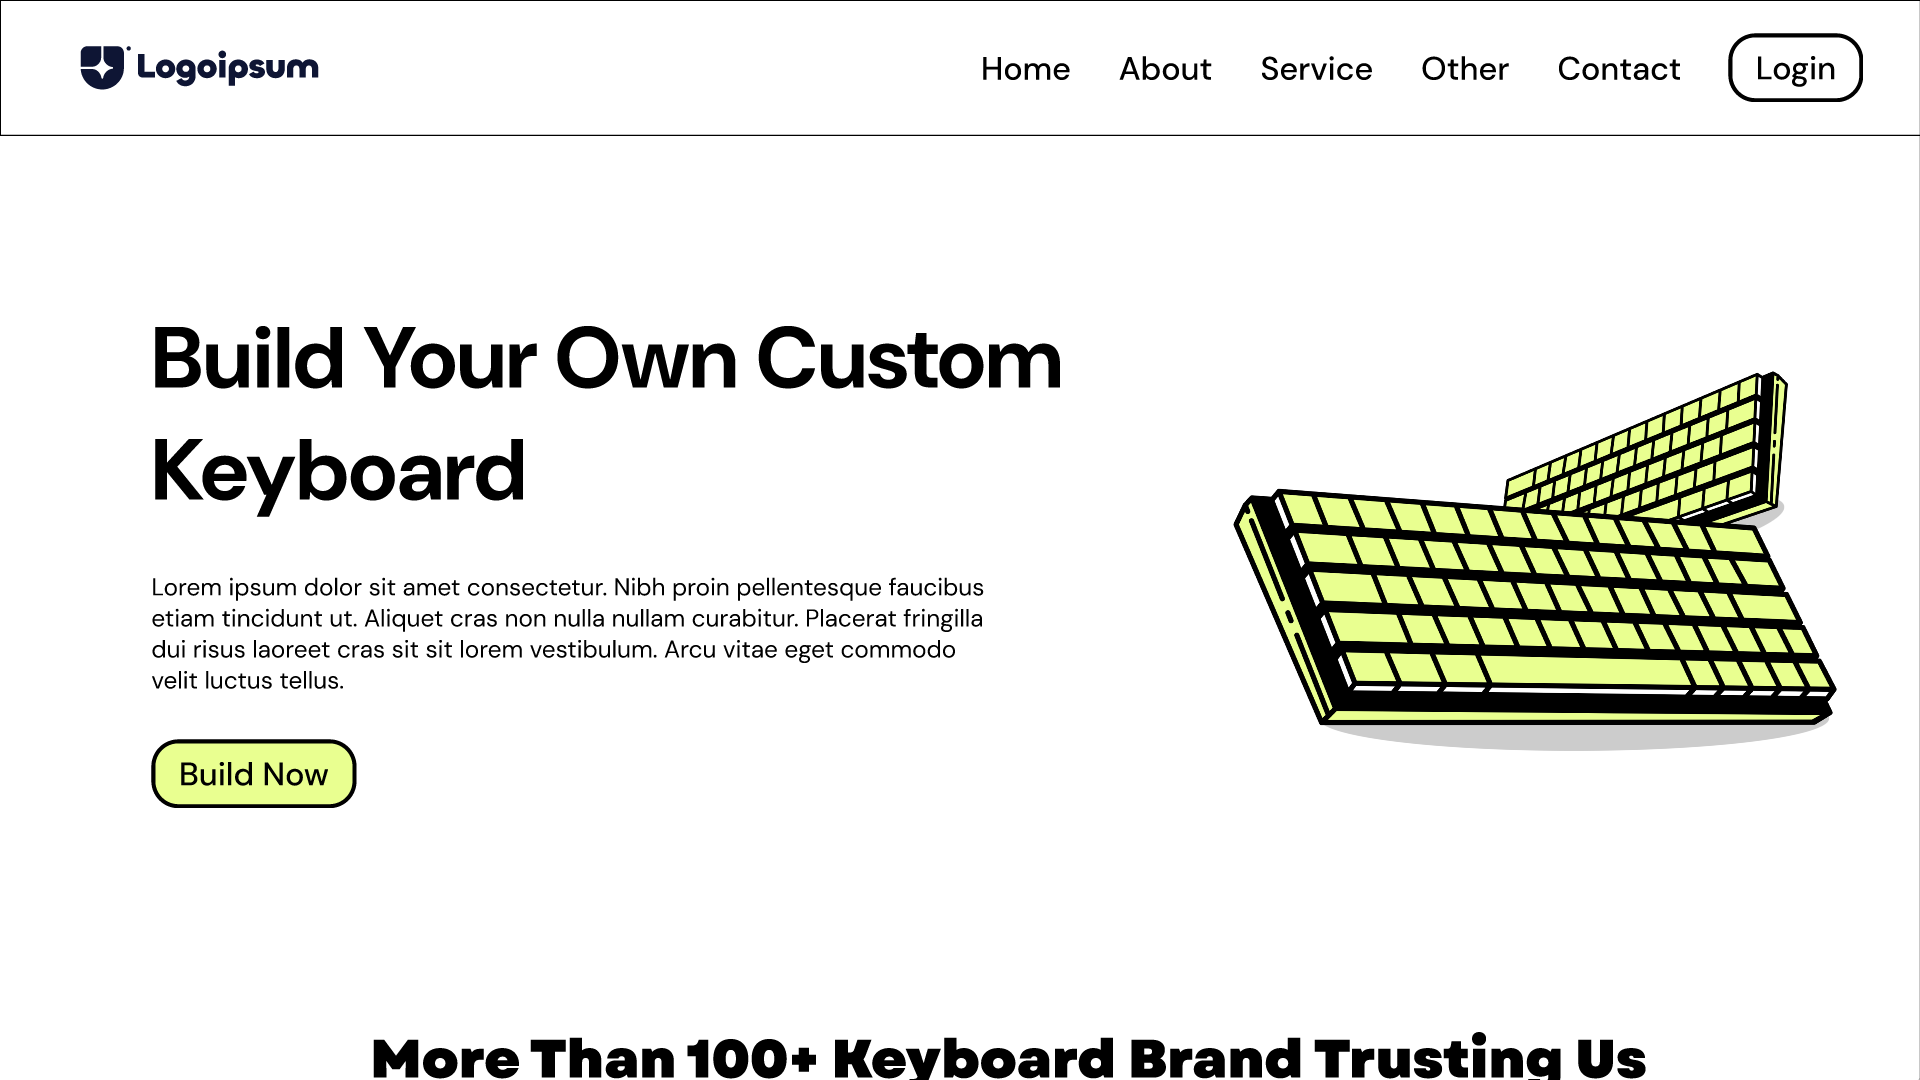 Logoipsum
Home About Service Other Contact Login
Build Your Own Custom
Keyboard
Lorem ipsum dolor sit amet consectetur. Nibh proin pellentesque faucibus
etiam tincidunt ut. Aliquet cras non nulla nullam curabitur. Placerat fringilla
dui risus laoreet cras sit sit lorem vestibulum. Arcu vitae eget commodo
velit luctus tellus.
Build Now
More Than 100+ Keyboard Brand Trusting Us